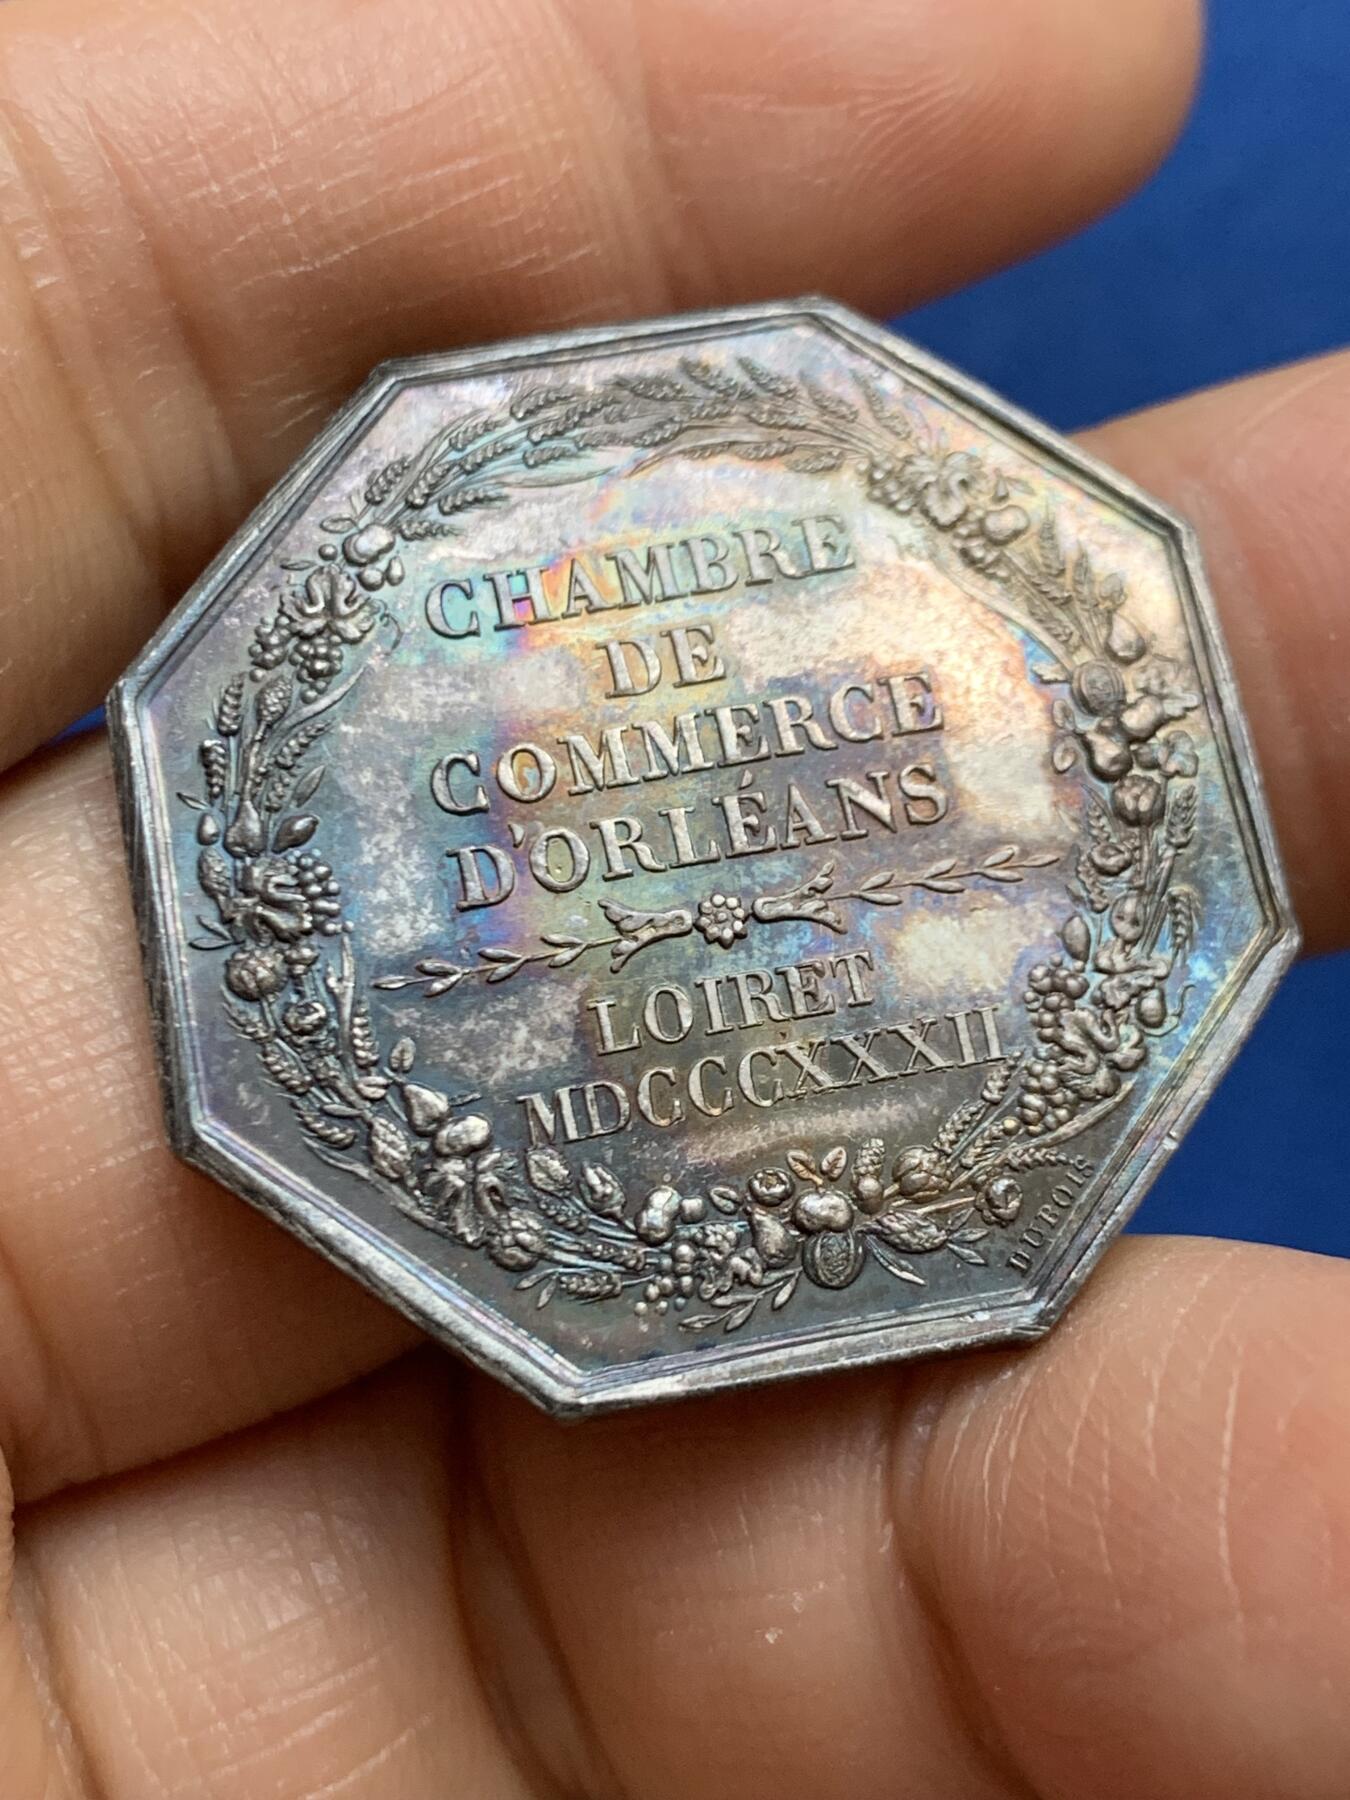 CHAMBRE
DE
COMMERCE
D'ORLÉANS
LOIRET
MDCCCXXXII
DUBOIS